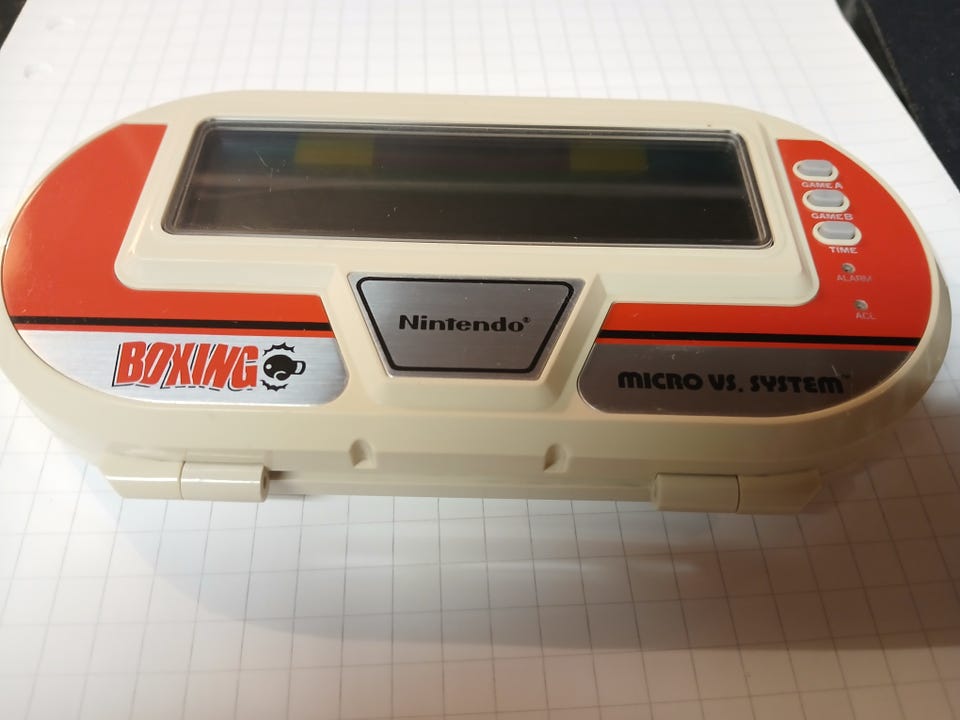 GAME A
GAME B
TIME
ALARM
ACL
Nintendo®
BOXING
MICRO VS. SYSTEM™